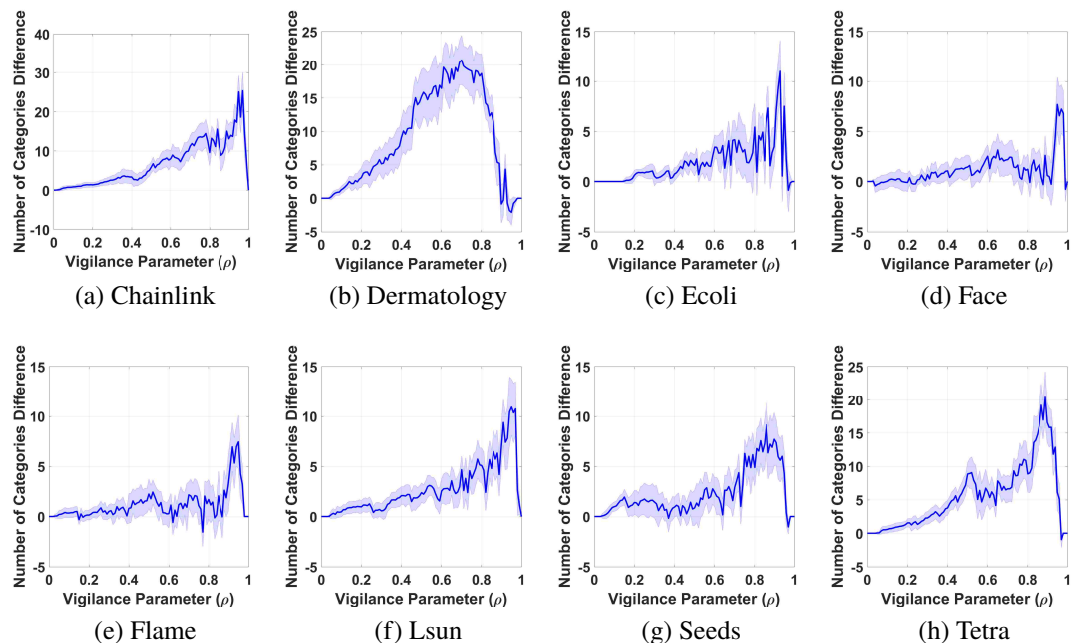 Number of Categories Difference
40
30
20
10
0
-10
0 0.2 0.4 0.6 0.8 1
Vigilance Parameter (ρ)
(a) Chainlink
Number of Categories Difference
25
20
15
10
5
0
-5
0 0.2 0.4 0.6 0.8 1
Vigilance Parameter (ρ)
(b) Dermatology
Number of Categories Difference
15
10
5
0
-5
0 0.2 0.4 0.6 0.8 1
Vigilance Parameter (ρ)
(c) Ecoli
Number of Categories Difference
15
10
5
0
-5
0 0.2 0.4 0.6 0.8 1
Vigilance Parameter (ρ)
(d) Face
Number of Categories Difference
15
10
5
0
-5
0 0.2 0.4 0.6 0.8 1
Vigilance Parameter (ρ)
(e) Flame
Number of Categories Difference
15
10
5
0
-5
0 0.2 0.4 0.6 0.8 1
Vigilance Parameter (ρ)
(f) Lsun
Number of Categories Difference
15
10
5
0
-5
0 0.2 0.4 0.6 0.8 1
Vigilance Parameter (ρ)
(g) Seeds
Number of Categories Difference
25
20
15
10
5
0
-5
0 0.2 0.4 0.6 0.8 1
Vigilance Parameter (ρ)
(h) Tetra